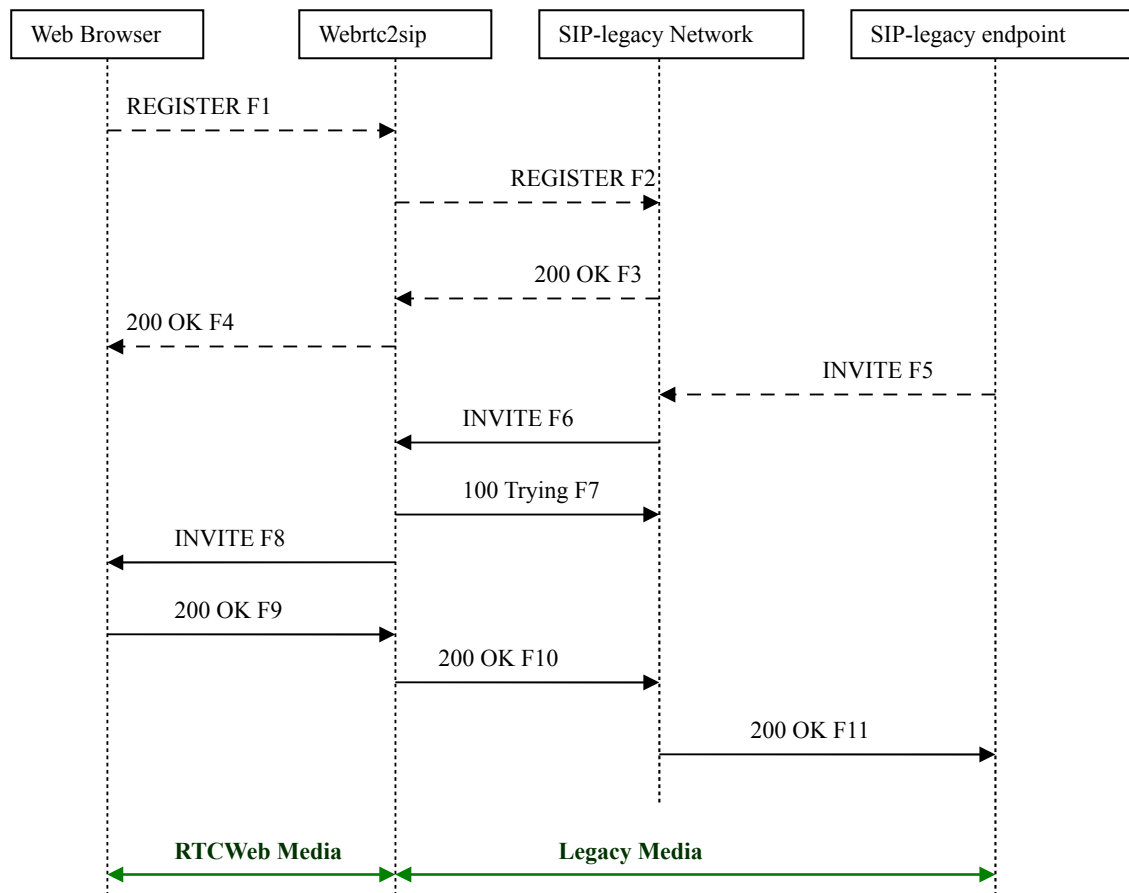 Web Browser
Webrtc2sip
SIP-legacy Network
SIP-legacy endpoint
REGISTER F1
REGISTER F2
200 OK F3
200 OK F4
INVITE F5
INVITE F6
100 Trying F7
INVITE F8
200 OK F9
200 OK F10
200 OK F11
RTCWeb Media
Legacy Media